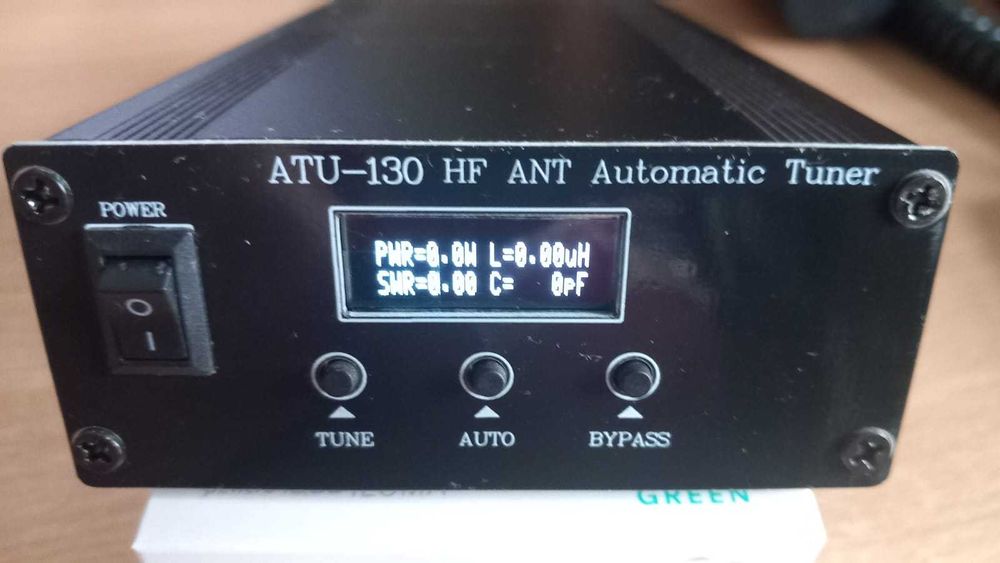 ATU-130 HF ANT Automatic Tuner
POWER
PWR=0.0W L=0.00uH
SWR=0.00 C= 0pF
TUNE AUTO BYPASS
GREEN